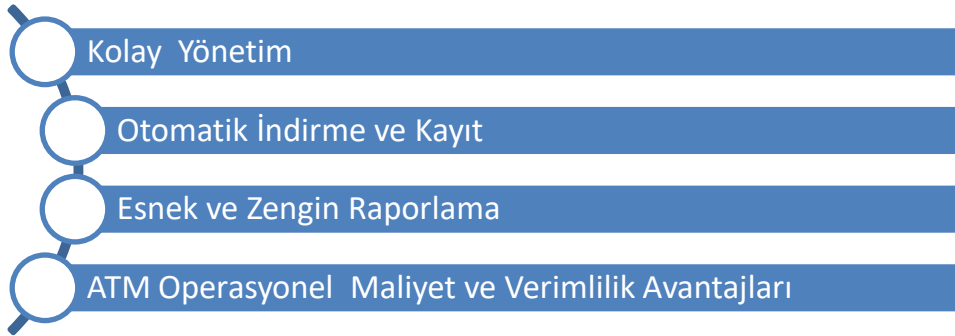 Kolay  Yönetim
Otomatik İndirme ve Kayıt
Esnek ve Zengin Raporlama
ATM Operasyonel  Maliyet ve Verimlilik Avantajları